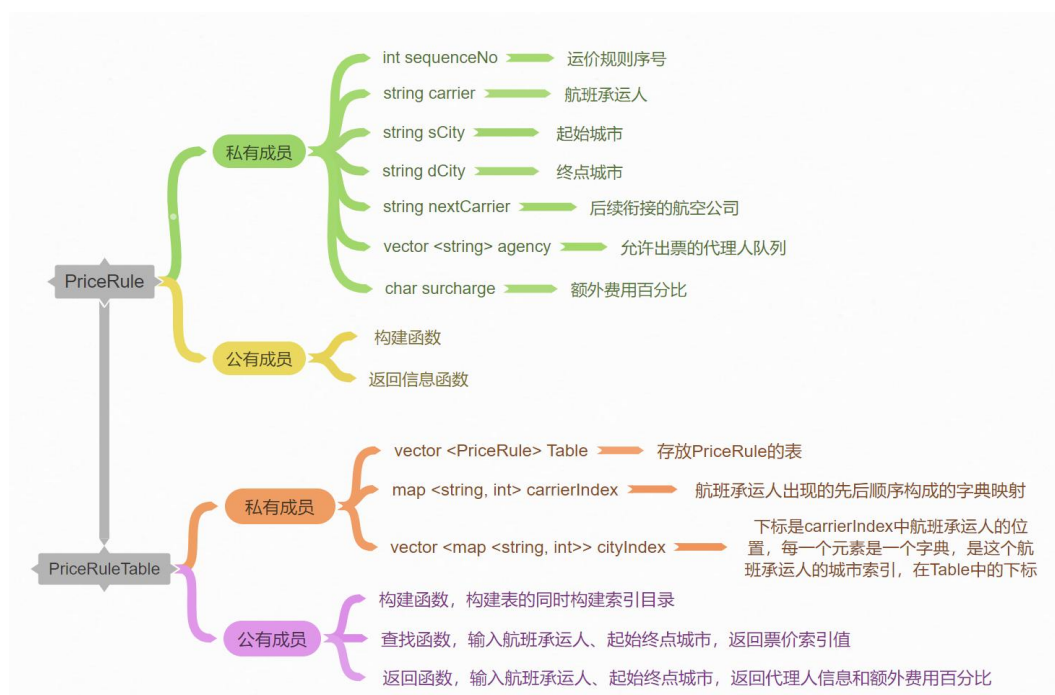 PriceRule
私有成员
int sequenceNo 运价规则序号
string carrier 航班承运人
string sCity 起始城市
string dCity 终点城市
string nextCarrier 后续衔接的航空公司
vector <string> agency 允许出票的代理人队列
char surcharge 额外费用百分比
公有成员
构建函数
返回信息函数
PriceRuleTable
私有成员
vector <PriceRule> Table 存放PriceRule的表
map <string, int> carrierIndex 航班承运人出现的先后顺序构成的字典映射
vector <map <string, int>> cityIndex
下标是carrierIndex中航班承运人的位
置，每一个元素是一个字典，是这个航
班承运人的城市索引，在Table中的下标
公有成员
构建函数，构建表的同时构建索引目录
查找函数，输入航班承运人、起始终点城市，返回票价索引值
返回函数，输入航班承运人、起始终点城市，返回代理人信息和额外费用百分比